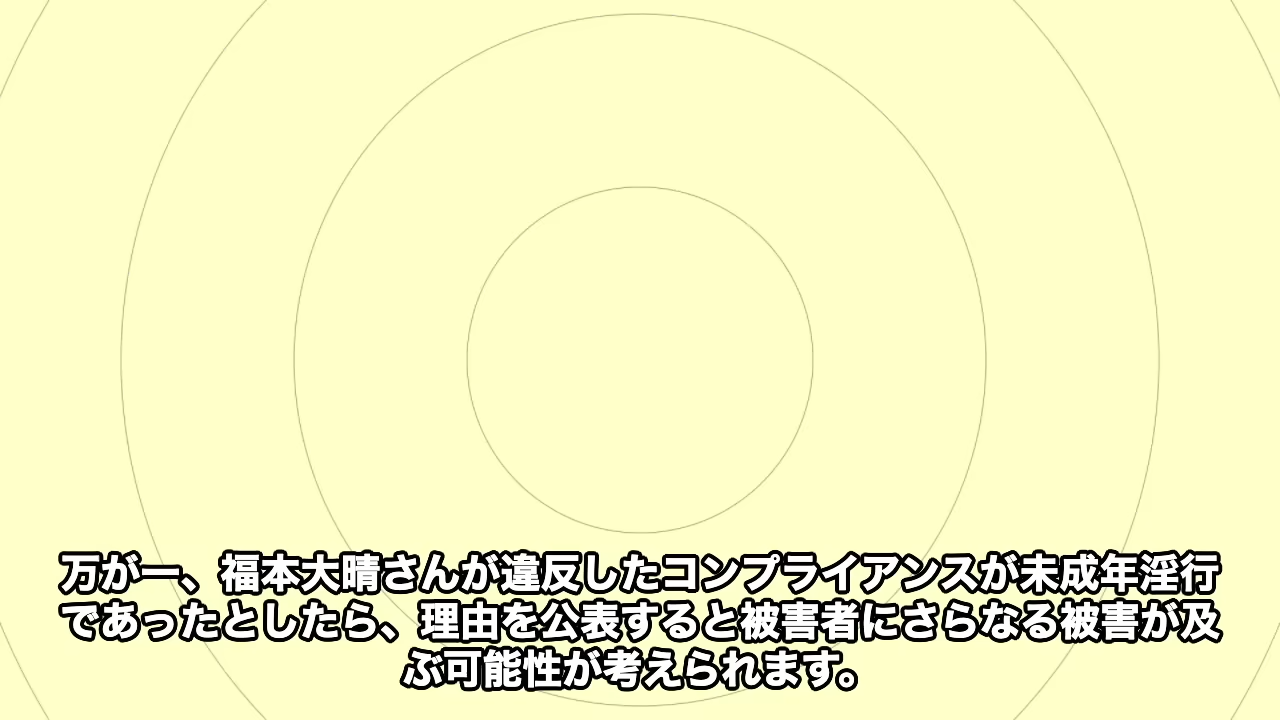 万が一、福本大晴さんが違反したコンプライアンスが未成年淫行
であったとしたら、理由を公表すると被害者にさらなる被害が及
ぶ可能性が考えられます。